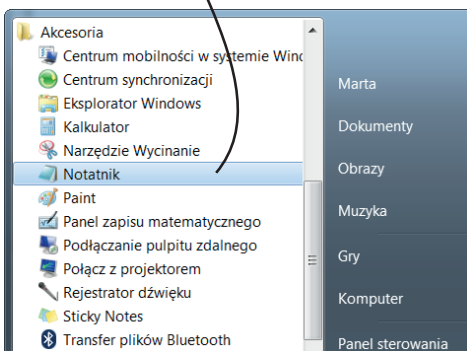 Akcesoria
Centrum mobilności w systemie Winc
Centrum synchronizacji
Eksplorator Windows
Kalkulator
Narzędzie Wycinanie
Notatnik
Paint
Panel zapisu matematycznego
Podłączanie pulpitu zdalnego
Połącz z projektorem
Rejestrator dźwięku
Sticky Notes
Transfer plików Bluetooth
Marta
Dokumenty
Obrazy
Muzyka
Gry
Komputer
Panel sterowania